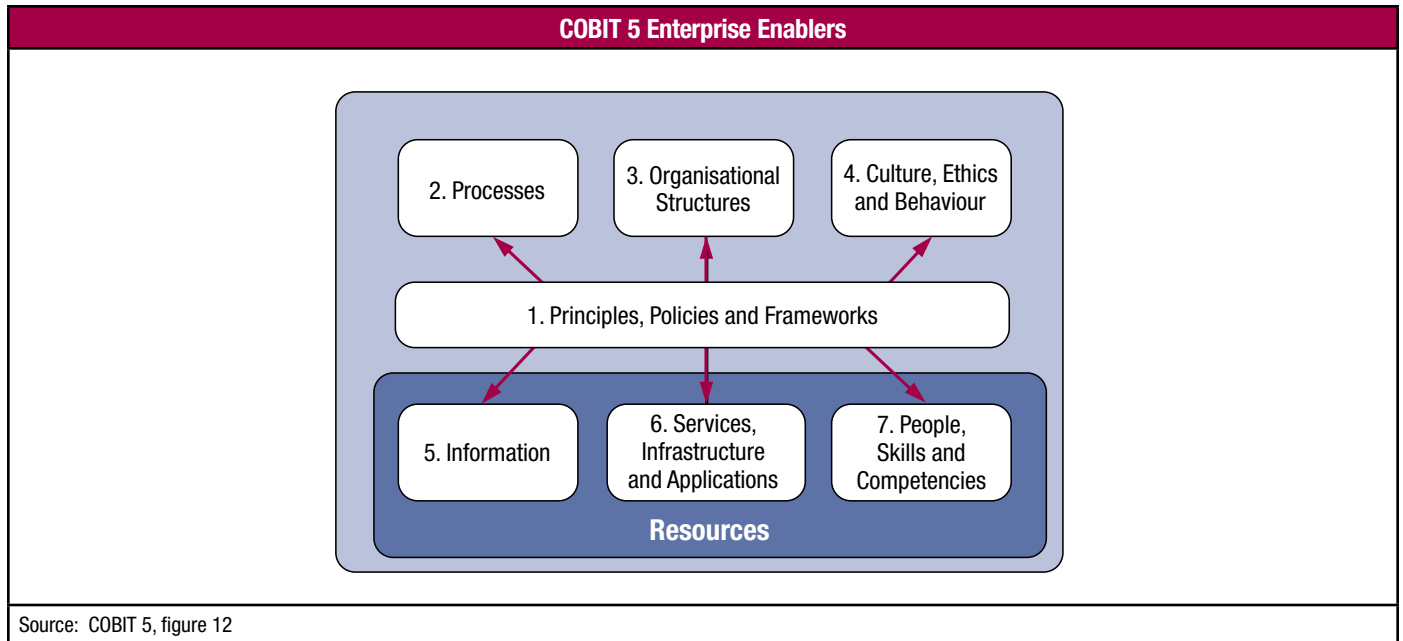 COBIT 5 Enterprise Enablers
2. Processes
3. Organisational
Structures
4. Culture, Ethics
and Behaviour
1. Principles, Policies and Frameworks
5. Information
6. Services,
Infrastructure
and Applications
7. People,
Skills and
Competencies
Resources
Source: COBIT 5, figure 12